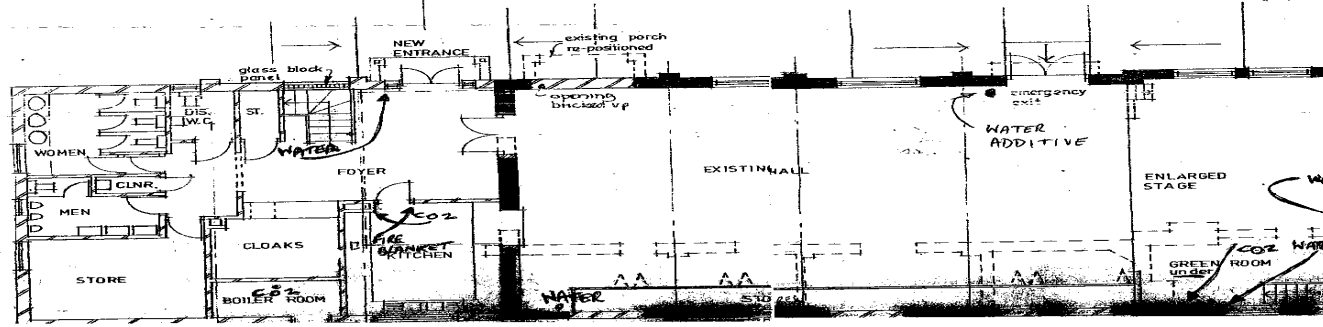 NEW
ENTRANCE
existing porch
re-positioned
glass block
panel
opening
bricked up
emergency
exit
DIS.
W.C
ST.
WATER
WATER
ADDITIVE
WOMEN
FOYER
EXISTING HALL
ENLARGED
STAGE
CLNR.
MEN
CO2
FIRE
BLANKET
KITCHEN
CLOAKS
STORE
CO2
BOILER ROOM
WATER
CO2
GREEN ROOM
under